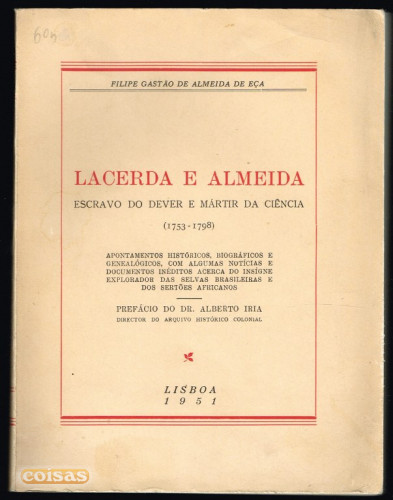 FILIPE GASTÃO DE ALMEIDA DE EÇA
LACERDA E ALMEIDA
ESCRAVO DO DEVER E MÁRTIR DA CIÊNCIA
(1753-1798)
APONTAMENTOS HISTÓRICOS, BIOGRÁFICOS E
GENEALÓGICOS, COM ALGUMAS NOTÍCIAS E
DOCUMENTOS INÉDITOS ACERCA DO INSÍGNE
EXPLORADOR DAS SELVAS BRASILEIRAS E
DOS SERTÕES AFRICANOS
PREFÁCIO DO DR. ALBERTO IRIA
DIRECTOR DO ARQUIVO HISTÓRICO COLONIAL
LISBOA
1951
coisas